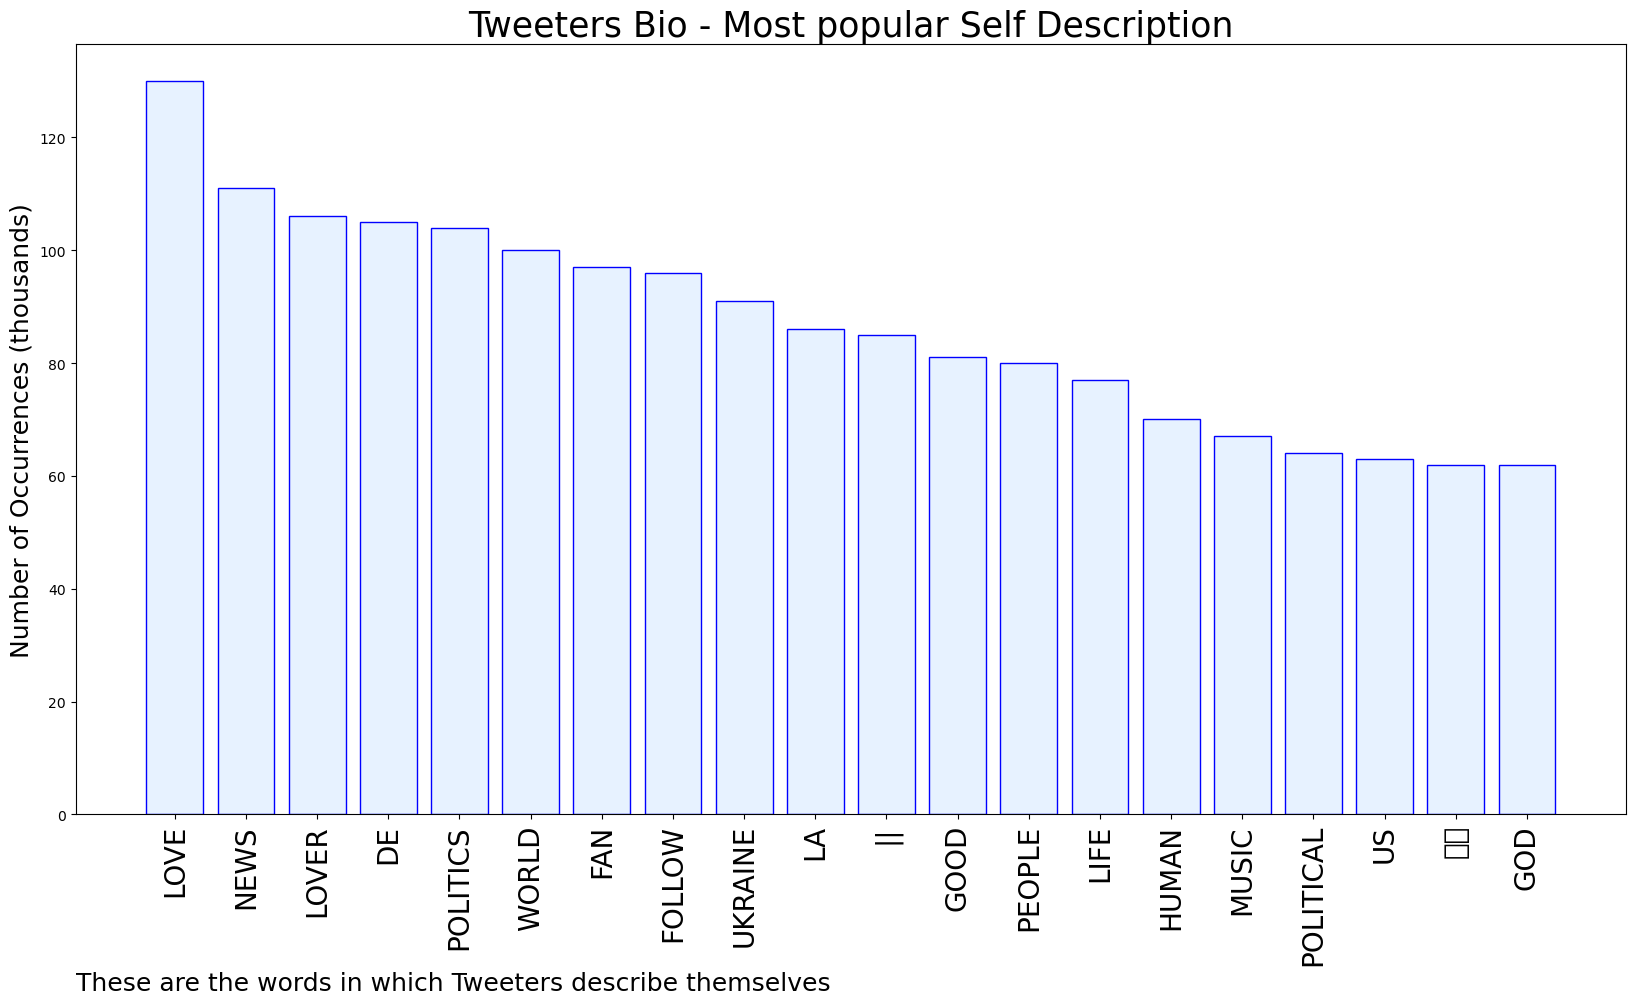 Tweeters Bio - Most popular Self Description
Number of Occurrences (thousands)
120
100
80
60
40
20
0
LOVE
NEWS
LOVER
DE
POLITICS
WORLD
FAN
FOLLOW
UKRAINE
LA
||
GOOD
PEOPLE
LIFE
HUMAN
MUSIC
POLITICAL
US
GOD
These are the words in which Tweeters describe themselves